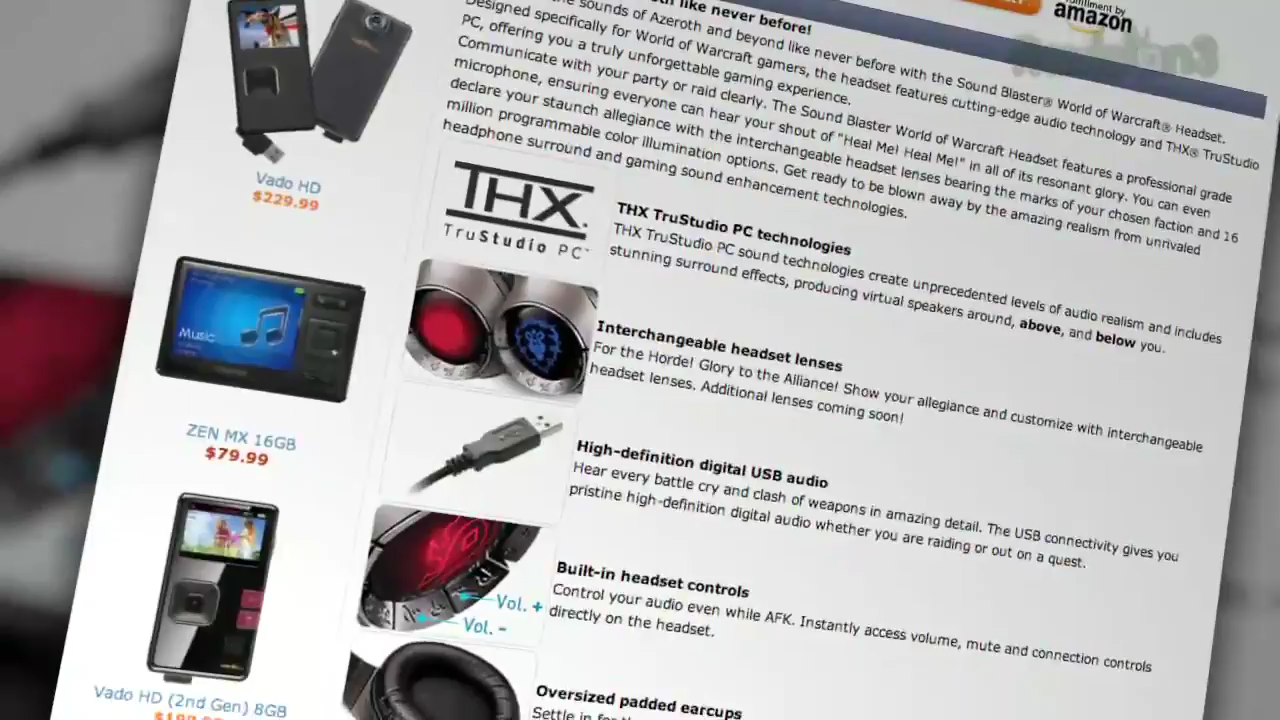 fulfillment by
amazon
like never before!
sounds of Azeroth and beyond like never before with the Sound Blaster® World of Warcraft® Headset.
Designed specifically for World of Warcraft gamers, the headset features cutting-edge audio technology and THX® TruStudio
PC, offering you a truly unforgettable gaming experience.
Communicate with your party or raid clearly. The Sound Blaster World of Warcraft Headset features a professional grade
microphone, ensuring everyone can hear your shout of "Heal Me! Heal Me!" in all of its resonant glory. You can even
declare your staunch allegiance with the interchangeable headset lenses bearing the marks of your chosen faction and 16
million programmable color illumination options. Get ready to be blown away by the amazing realism from unrivaled
headphone surround and gaming sound enhancement technologies.
Vado HD
$229.99
THX
TruStudio PC
THX TruStudio PC technologies
THX TruStudio PC sound technologies create unprecedented levels of audio realism and includes
stunning surround effects, producing virtual speakers around, above, and below you.
Music
ZEN MX 16GB
$79.99
Interchangeable headset lenses
For the Horde! Glory to the Alliance! Show your allegiance and customize with interchangeable
headset lenses. Additional lenses coming soon!
High-definition digital USB audio
Hear every battle cry and clash of weapons in amazing detail. The USB connectivity gives you
pristine high-definition digital audio whether you are raiding or out on a quest.
Vol. +
Vol. -
Built-in headset controls
Control your audio even while AFK. Instantly access volume, mute and connection controls
directly on the headset.
Vado HD (2nd Gen) 8GB
Oversized padded earcups
Settle in for